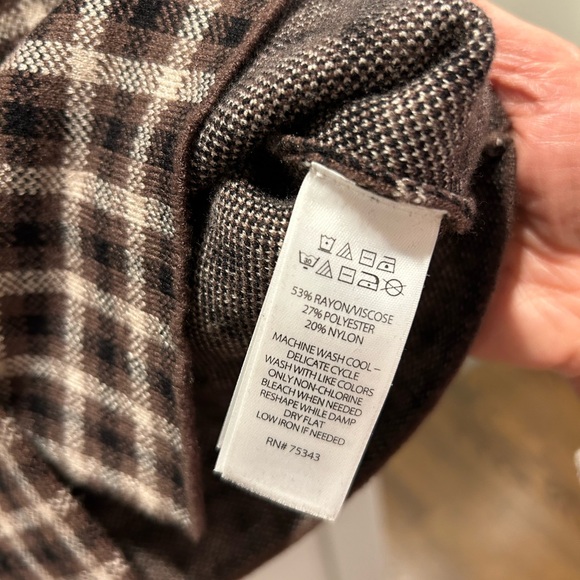 53% RAYON/VISCOSE
27% POLYESTER
20% NYLON
MACHINE WASH COOL –
DELICATE CYCLE
WASH WITH LIKE COLORS
ONLY NON-CHLORINE
BLEACH WHEN NEEDED
RESHAPE WHILE DAMP
DRY FLAT
LOW IRON IF NEEDED
RN# 75343